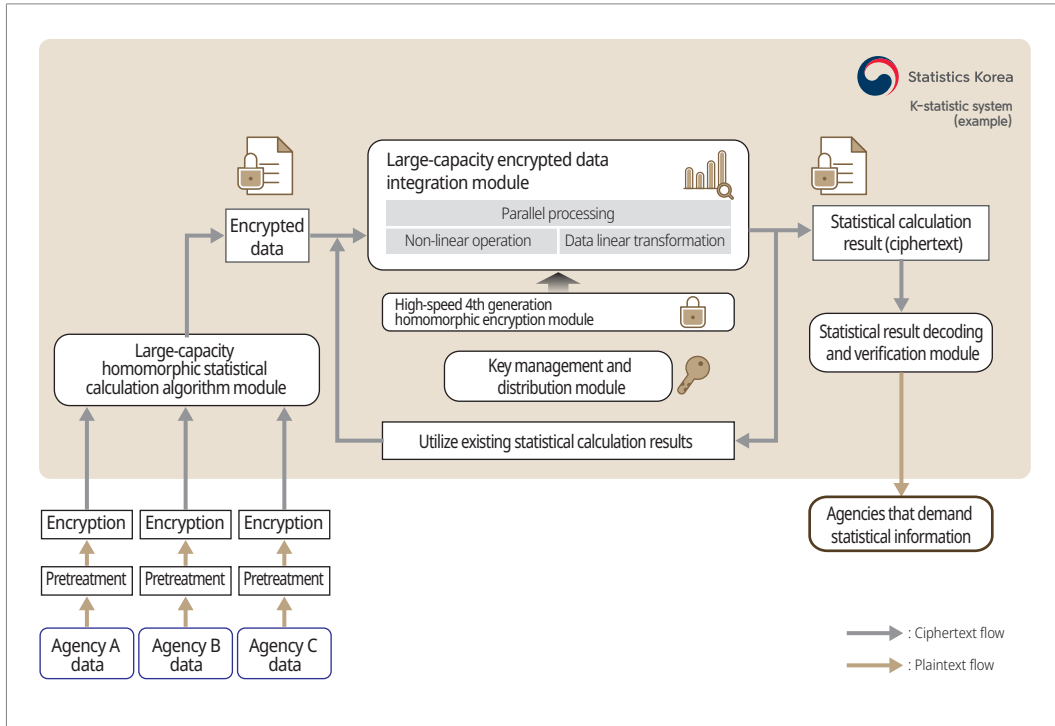 Statistics Korea
K-statistic system
(example)
Large-capacity encrypted data
integration module
Parallel processing
Non-linear operation
Data linear transformation
Encrypted
data
Statistical calculation
result (ciphertext)
High-speed 4th generation
homomorphic encryption module
Large-capacity
homomorphic statistical
calculation algorithm module
Key management and
distribution module
Statistical result decoding
and verification module
Utilize existing statistical calculation results
Encryption
Encryption
Encryption
Agencies that demand
statistical information
Pretreatment
Pretreatment
Pretreatment
Agency A
data
Agency B
data
Agency C
data
: Ciphertext flow
: Plaintext flow